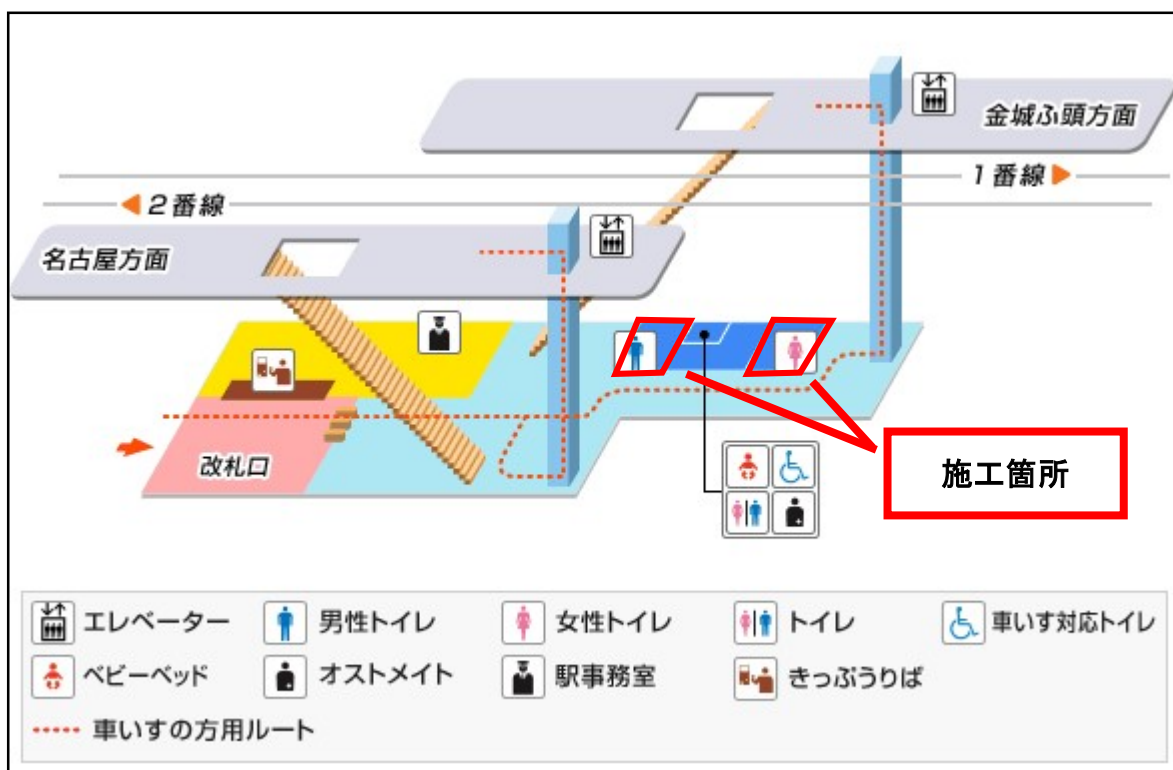 金城ふ頭方面
1番線
2番線
名古屋方面
改札口
施工箇所
エレベーター 男性トイレ 女性トイレ トイレ 車いす対応トイレ
ベビーベッド オストメイト 駅事務室 きっぷうりば
車いすの方用ルート